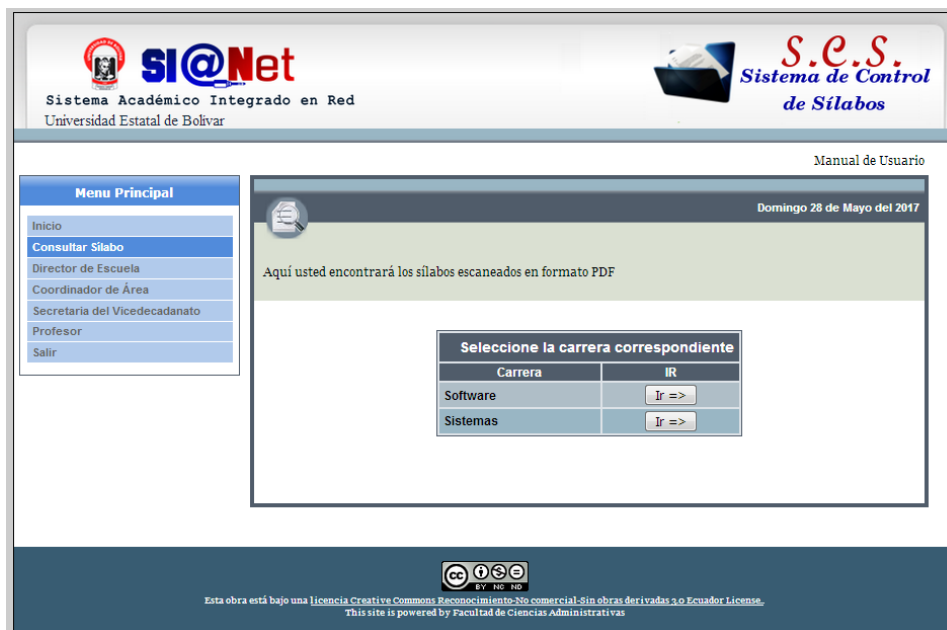 SI@Net
Sistema Académico Integrado en Red
Universidad Estatal de Bolivar
S.C.S.
Sistema de Control
de Sílabos
Manual de Usuario
Menu Principal
Inicio
Consultar Sílabo
Director de Escuela
Coordinador de Área
Secretaria del Vicedecadanato
Profesor
Salir
Domingo 28 de Mayo del 2017
Aquí usted encontrará los sílabos escaneados en formato PDF
Seleccione la carrera correspondiente
Carrera IR
Software Ir =>
Sistemas Ir =>
cc
BY NC ND
Esta obra está bajo una licencia Creative Commons Reconocimiento-No comercial-Sin obras derivadas 3.0 Ecuador License.
This site is powered by Facultad de Ciencias Administrativas